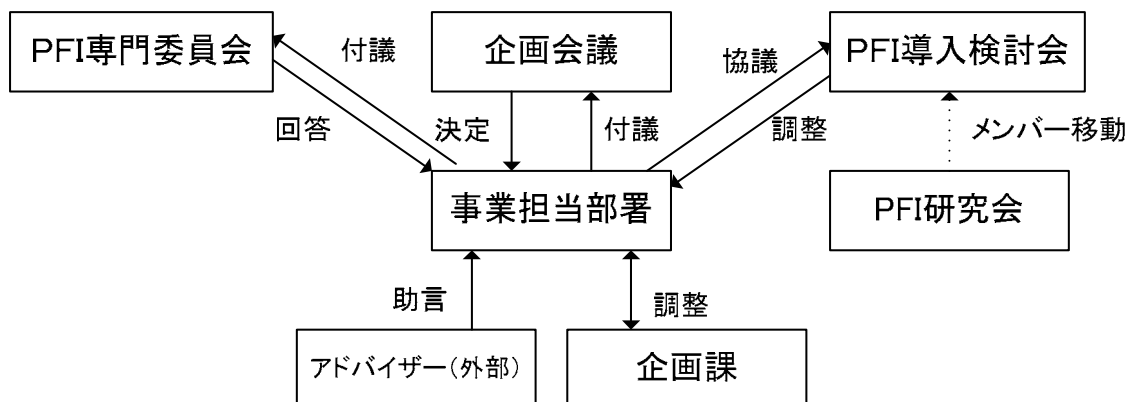 PFI専門委員会
付議
企画会議
協議
PFI導入検討会
回答
決定
付議
調整
メンバー移動
事業担当部署
PFI研究会
助言
調整
アドバイザー（外部）
企画課